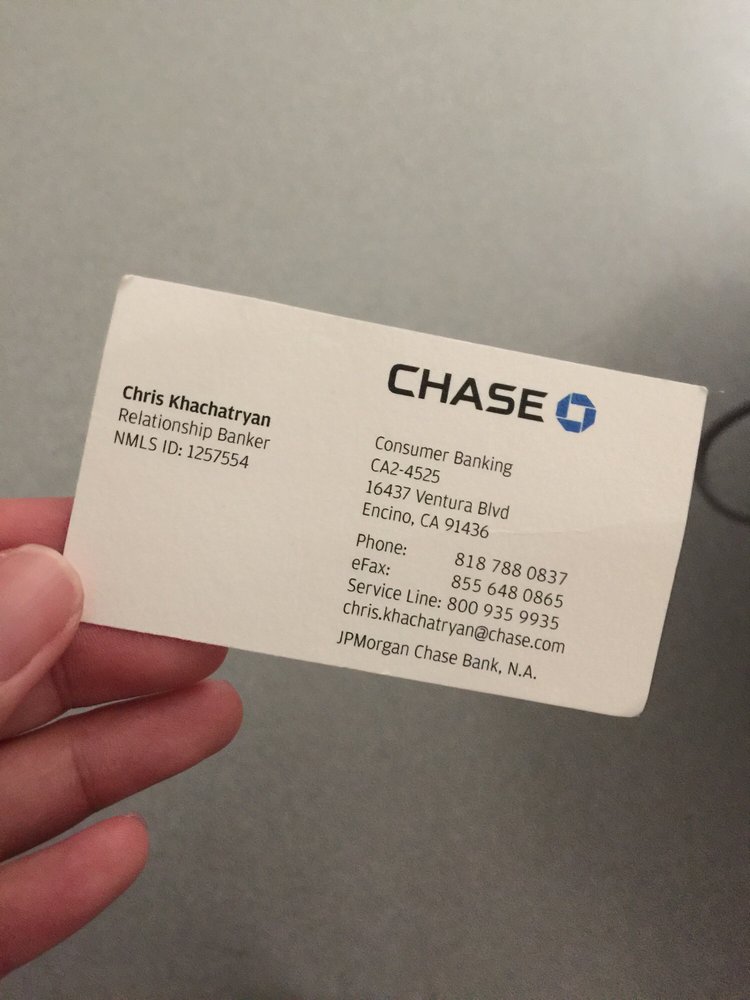 Chris Khachatryan
Relationship Banker
NMLS ID: 1257554
CHASE
Consumer Banking
CA2-4525
16437 Ventura Blvd
Encino, CA 91436
Phone: 818 788 0837
eFax: 855 648 0865
Service Line: 800 935 9935
chris.khachatryan@chase.com
JPMorgan Chase Bank, N.A.